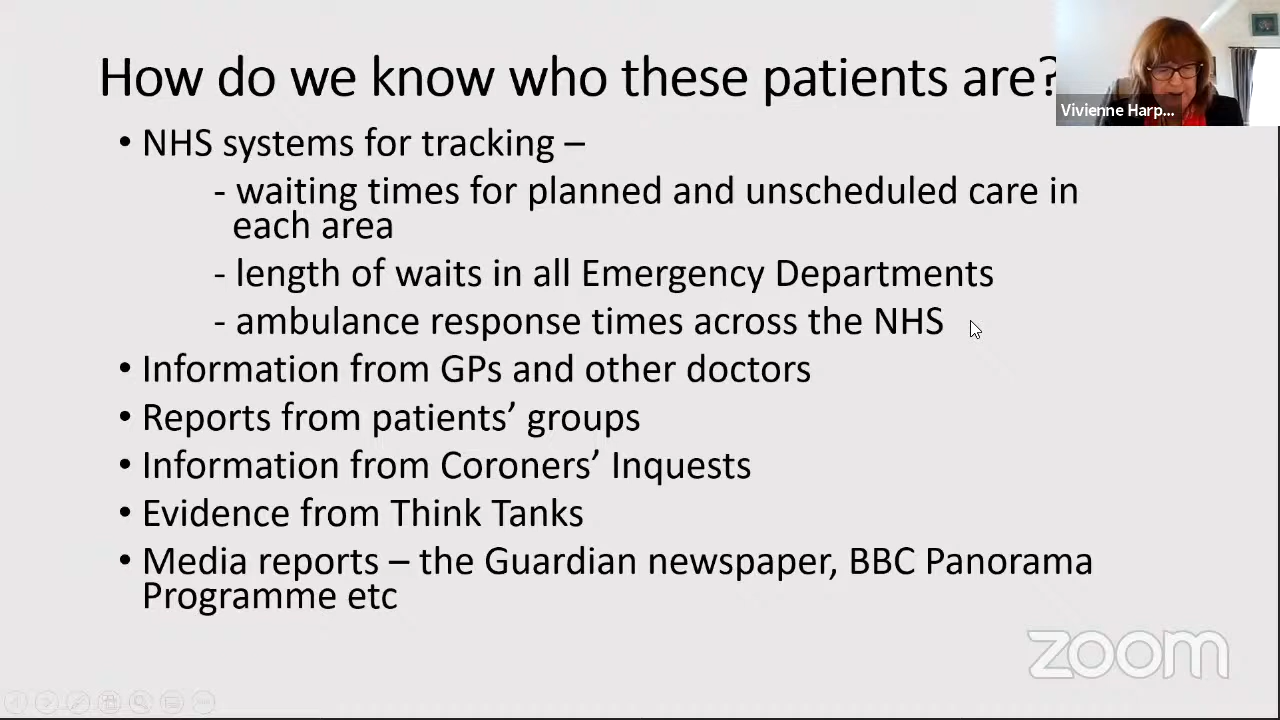 How do we know who these patients are?
Vivienne Harp...
• NHS systems for tracking –
- waiting times for planned and unscheduled care in
each area
- length of waits in all Emergency Departments
- ambulance response times across the NHS
• Information from GPs and other doctors
• Reports from patients’ groups
• Information from Coroners’ Inquests
• Evidence from Think Tanks
• Media reports – the Guardian newspaper, BBC Panorama
Programme etc
zoom